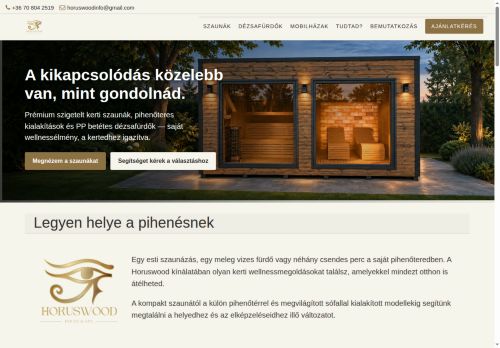 +36 70 804 2519 horuswoodinfo@gmail.com
SZAUNÁK DÉZSAFÜRDŐK MOBILHÁZAK TUDTAD? BEMUTATKOZÁS AJÁNLATKÉRÉS
A kikapcsolódás közelebb
van, mint gondolnád.
Prémium szigetelt kerti szaunák, pihenőteres
kialakítások és PP betétes dézsafürdők — saját
wellnessélmény, a kertedhez igazítva.
Megnézem a szaunákat Segítséget kérek a választáshoz
Legyen helye a pihenésnek
Egy esti szaunázás, egy meleg vizes fürdő vagy néhány csendes perc a saját pihenőteredben. A
Horuswood kínálatában olyan kerti wellnessmegoldásokat találsz, amelyekkel mindez otthon is
átélheted.
A kompakt szaunától a külön pihenőtérrel és megvilágított sófallal kialakított modellekig segítünk
megtalálni a helyedhez és az elképzeléseidhez illő változatot.
HORUSWOOD